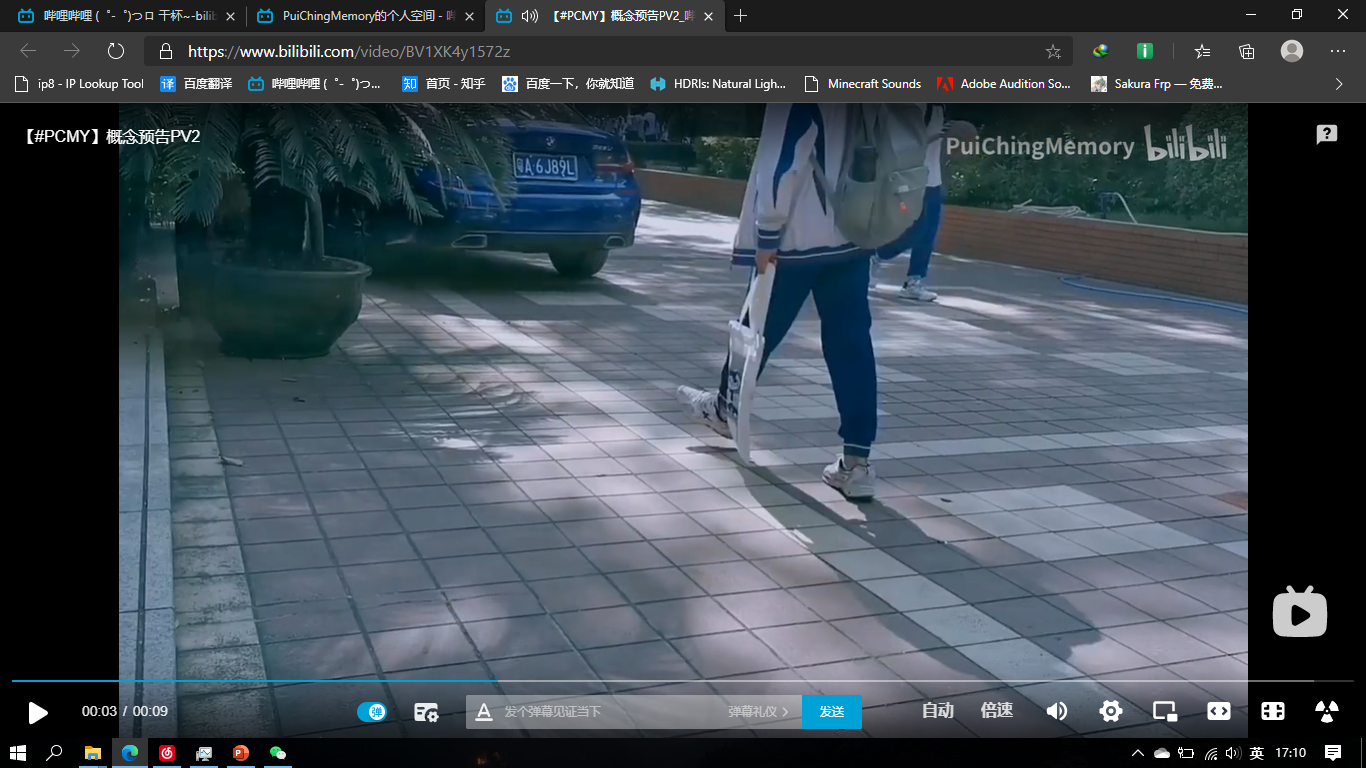 哔哩哔哩 (゜-゜)つロ 干杯~-bilib
PuiChingMemory的个人空间 - 哔
【#PCMY】概念预告PV2_哔
https://www.bilibili.com/video/BV1XK4y1572z
ip8 - IP Lookup Tool
译 百度翻译
哔哩哔哩 (゜-゜)つ...
知 首页 - 知乎
百度一下，你就知道
HDRIs: Natural Ligh...
Minecraft Sounds
Adobe Audition So...
Sakura Frp — 免费...
【#PCMY】概念预告PV2
PuiChingMemory bilibili
粤A·6J89L
00:03 / 00:09
弹
A 发个弹幕见证当下
弹幕礼仪 >
发送
自动
倍速
英
17:10